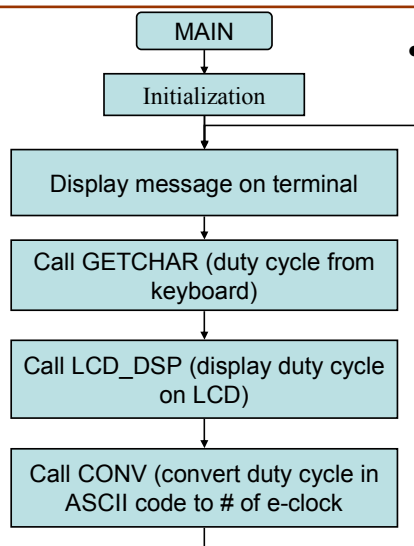 MAIN
Initialization
Display message on terminal
Call GETCHAR (duty cycle from
keyboard)
Call LCD_DSP (display duty cycle
on LCD)
Call CONV (convert duty cycle in
ASCII code to # of e-clock